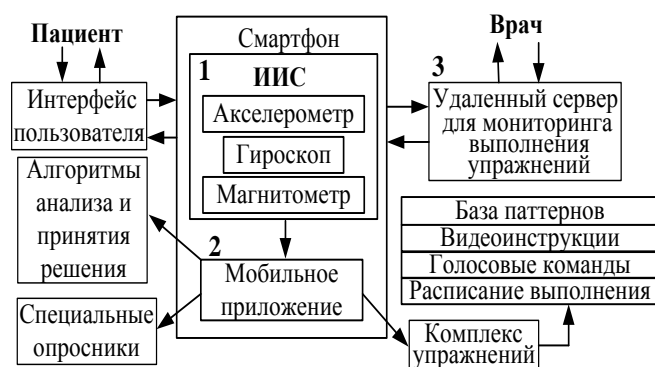 Пациент
Смартфон
Врач
1
ИИС
3
Интерфейс
пользователя
Акселерометр
Гироскоп
Магнитометр
Удаленный сервер
для мониторинга
выполнения
упражнений
Алгоритмы
анализа и
принятия
решения
База паттернов
Видеоинструкции
Голосовые команды
Расписание выполнения
2
Мобильное
приложение
Специальные
опросники
Комплекс
упражнений